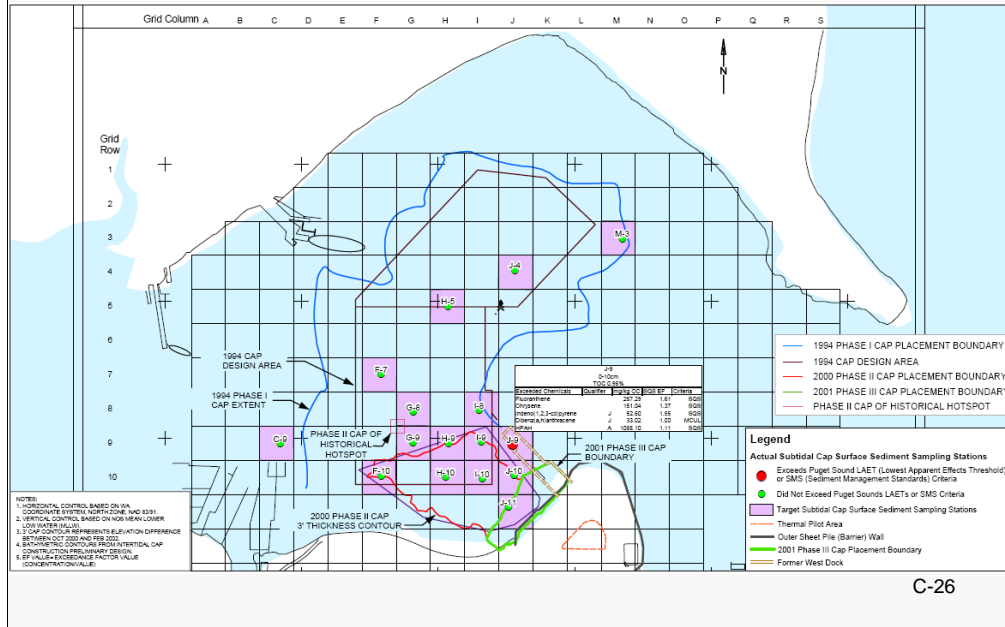 Grid Column A B C D E F G H I J K L M N O P Q R S
N
Grid
Row
1
2
3
4
5
6
7
8
9
10
M-3
J-4
H-5
F-7
G-8
I-8
C-9
G-9
H-9
I-9
J-9
F-10
H-10
I-10
J-10
J-11
1994 CAP
DESIGN AREA
1994 PHASE I
CAP EXTENT
PHASE II CAP OF
HISTORICAL
HOTSPOT
2000 PHASE II CAP
3' THICKNESS CONTOUR
2001 PHASE III CAP
BOUNDARY
J-9
0-10cm
TOC 0.96%
Exceeded Chemicals Qualifier mg/kg OC SQS EF Criteria
Fluoranthene 257.29 1.61 SQS
Chrysene 151.04 1.37 SQS
Indeno(1,2,3-cd)pyrene J 52.60 1.55 SQS
Dibenz(a,h)anthracene J 33.02 1.00 MCUL
HPAH A 1068.10 1.11 SQS
1994 PHASE I CAP PLACEMENT BOUNDARY
1994 CAP DESIGN AREA
2000 PHASE II CAP PLACEMENT BOUNDARY
2001 PHASE III CAP PLACEMENT BOUNDARY
PHASE II CAP OF HISTORICAL HOTSPOT
Legend
Actual Subtidal Cap Surface Sediment Sampling Stations
Exceeds Puget Sound LAET (Lowest Apparent Effects Threshold)
or SMS (Sediment Management Standards) Criteria
Did Not Exceed Puget Sounds LAETs or SMS Criteria
Target Subtidal Cap Surface Sediment Sampling Stations
Thermal Pilot Area
Outer Sheet Pile (Barrier) Wall
2001 Phase III Cap Placement Boundary
Former West Dock
NOTES:
1. HORIZONTAL CONTROL BASED ON WA
COORDINATE SYSTEM, NORTH ZONE, NAD 83/91.
2. VERTICAL CONTROL BASED ON NOS MEAN LOWER
LOW WATER (MLLW).
3. 3' CAP CONTOUR REPRESENTS ELEVATION DIFFERENCE
BETWEEN OCT 2000 AND FEB 2002.
4. BATHYMETRIC CONTOURS FROM INTERTIDAL CAP
CONSTRUCTION PRELIMINARY DESIGN.
5. EF VALUE= EXCEEDANCE FACTOR VALUE
(CONCENTRATION/VALUE)
C-26